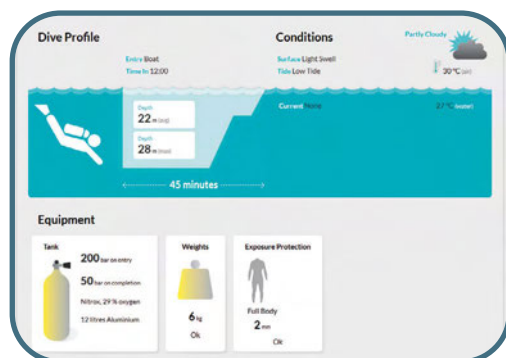 Dive Profile
Conditions
Partly Cloudy
Entry Boat
Time In 12:00
Surface Light Swell
Tide Low Tide
30 °C (air)
Depth
22 m (avg)
Depth
28 m (max)
Current None
27 °C (water)
45 minutes
Equipment
Tank
200 bar on entry
50 bar on completion
Nitrox, 29 % oxygen
12 litres Aluminium
Weights
6 kg
Ok
Exposure Protection
Full Body
2 mm
Ok